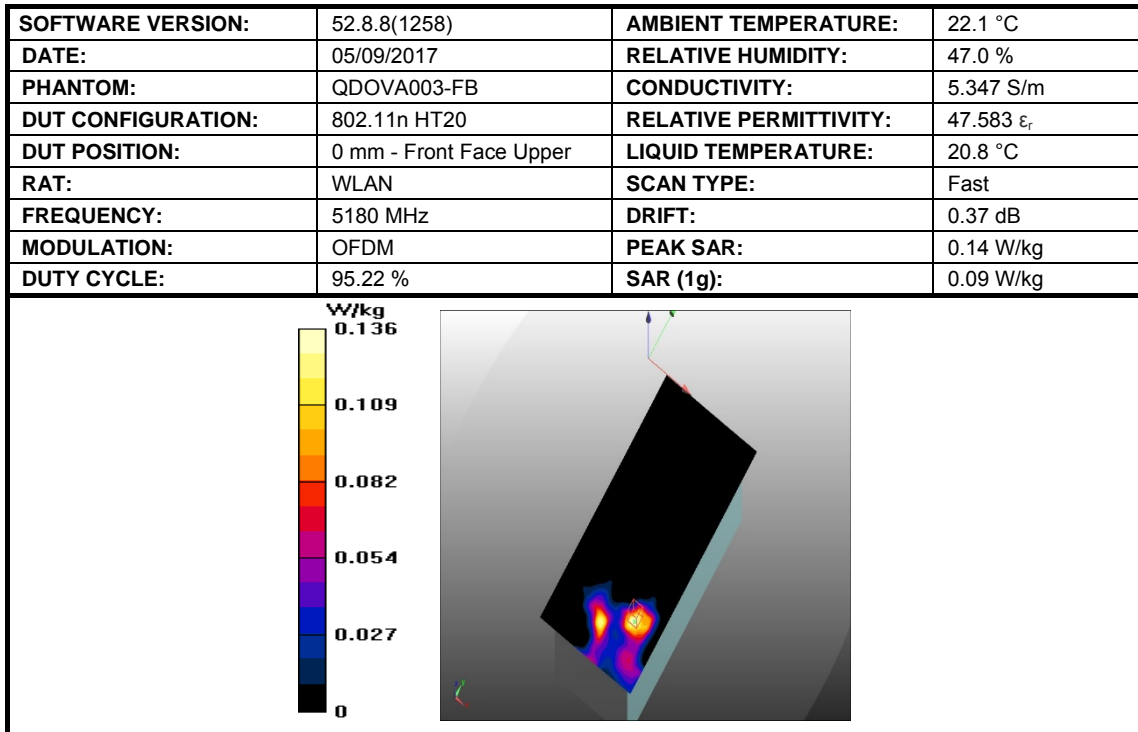 SOFTWARE VERSION: 52.8.8(1258) AMBIENT TEMPERATURE: 22.1 °C
DATE: 05/09/2017 RELATIVE HUMIDITY: 47.0 %
PHANTOM: QDOVA003-FB CONDUCTIVITY: 5.347 S/m
DUT CONFIGURATION: 802.11n HT20 RELATIVE PERMITTIVITY: 47.583 εr
DUT POSITION: 0 mm - Front Face Upper LIQUID TEMPERATURE: 20.8 °C
RAT: WLAN SCAN TYPE: Fast
FREQUENCY: 5180 MHz DRIFT: 0.37 dB
MODULATION: OFDM PEAK SAR: 0.14 W/kg
DUTY CYCLE: 95.22 % SAR (1g): 0.09 W/kg
W/kg
0.136
0.109
0.082
0.054
0.027
0